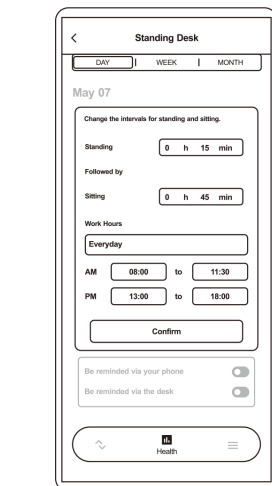 Standing Desk
DAY WEEK MONTH
May 07
Change the intervals for standing and sitting.
Standing 0 h 15 min
Followed by
Sitting 0 h 45 min
Work Hours
Everyday
AM 08:00 to 11:30
PM 13:00 to 18:00
Confirm
Be reminded via your phone
Be reminded via the desk
Health